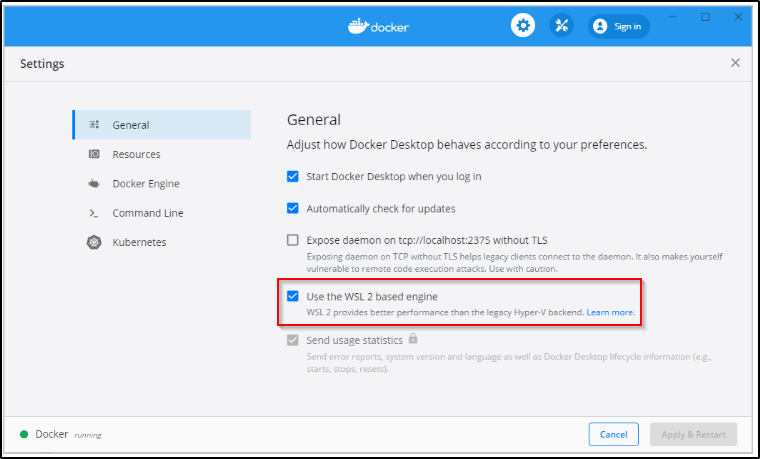 docker
Sign in
Settings
General
Resources
Docker Engine
Command Line
Kubernetes
General
Adjust how Docker Desktop behaves according to your preferences.
Start Docker Desktop when you log in
Automatically check for updates
Expose daemon on tcp://localhost:2375 without TLS
Exposing daemon on TCP without TLS helps legacy clients connect to the daemon. It also makes yourself
vulnerable to remote code execution attacks. Use with caution.
Use the WSL 2 based engine
WSL 2 provides better performance than the legacy Hyper-V backend. Learn more.
Send usage statistics
Send error reports, system version and language as well as Docker Desktop lifecycle information (e.g.,
starts, stops, resets).
Docker running
Cancel
Apply & Restart